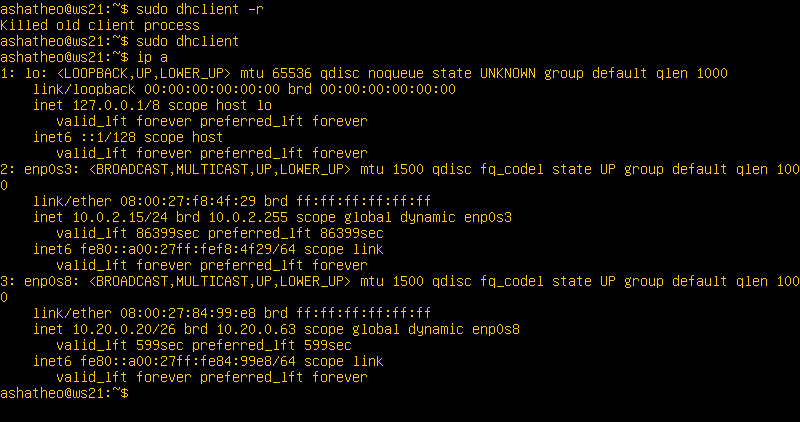 ashatheo@ws21:~$ sudo dhclient -r
Killed old client process
ashatheo@ws21:~$ sudo dhclient
ashatheo@ws21:~$ ip a
1: lo: <LOOPBACK,UP,LOWER_UP> mtu 65536 qdisc noqueue state UNKNOWN group default qlen 1000
    link/loopback 00:00:00:00:00:00 brd 00:00:00:00:00:00
    inet 127.0.0.1/8 scope host lo
       valid_lft forever preferred_lft forever
    inet6 ::1/128 scope host
       valid_lft forever preferred_lft forever
2: enp0s3: <BROADCAST,MULTICAST,UP,LOWER_UP> mtu 1500 qdisc fq_codel state UP group default qlen 100
0
    link/ether 08:00:27:f8:4f:29 brd ff:ff:ff:ff:ff:ff
    inet 10.0.2.15/24 brd 10.0.2.255 scope global dynamic enp0s3
       valid_lft 86399sec preferred_lft 86399sec
    inet6 fe80::a00:27ff:fef8:4f29/64 scope link
       valid_lft forever preferred_lft forever
3: enp0s8: <BROADCAST,MULTICAST,UP,LOWER_UP> mtu 1500 qdisc fq_codel state UP group default qlen 100
0
    link/ether 08:00:27:84:99:e8 brd ff:ff:ff:ff:ff:ff
    inet 10.20.0.20/26 brd 10.20.0.63 scope global dynamic enp0s8
       valid_lft 599sec preferred_lft 599sec
    inet6 fe80::a00:27ff:fe84:99e8/64 scope link
       valid_lft forever preferred_lft forever
ashatheo@ws21:~$